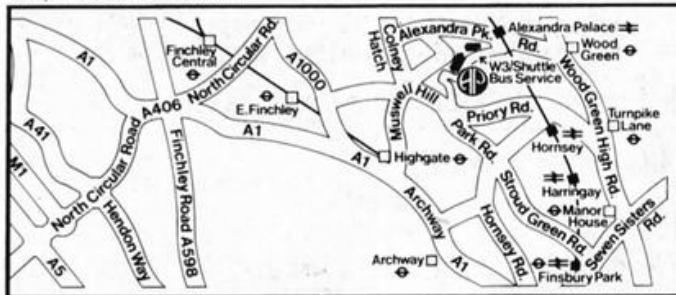 Alexandra Pk. Rd.
Alexandra Palace
Wood Green
W3/Shuttle Bus Service
Colney Hatch
North Circular Rd.
A1000
Finchley Central
A1
A406
E. Finchley
Muswell Hill
Priory Rd.
Wood Green High Rd.
Turnpike Lane
Park Rd.
Hornsey
A41
M1
North Circular Road
A1
A1
Highgate
Harringay
Manor House
Stroud Green Rd.
Seven Sisters Rd.
Hendon Way
Finchley Road A598
Archway
Hornsey Rd.
A5
Archway
A1
Finsbury Park